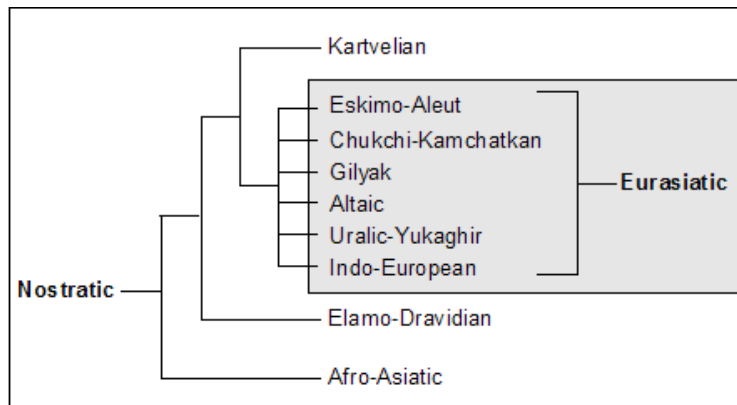 Kartvelian
Eskimo-Aleut
Chukchi-Kamchatkan
Gilyak
Eurasiatic
Altaic
Uralic-Yukaghir
Indo-European
Nostratic
Elamo-Dravidian
Afro-Asiatic